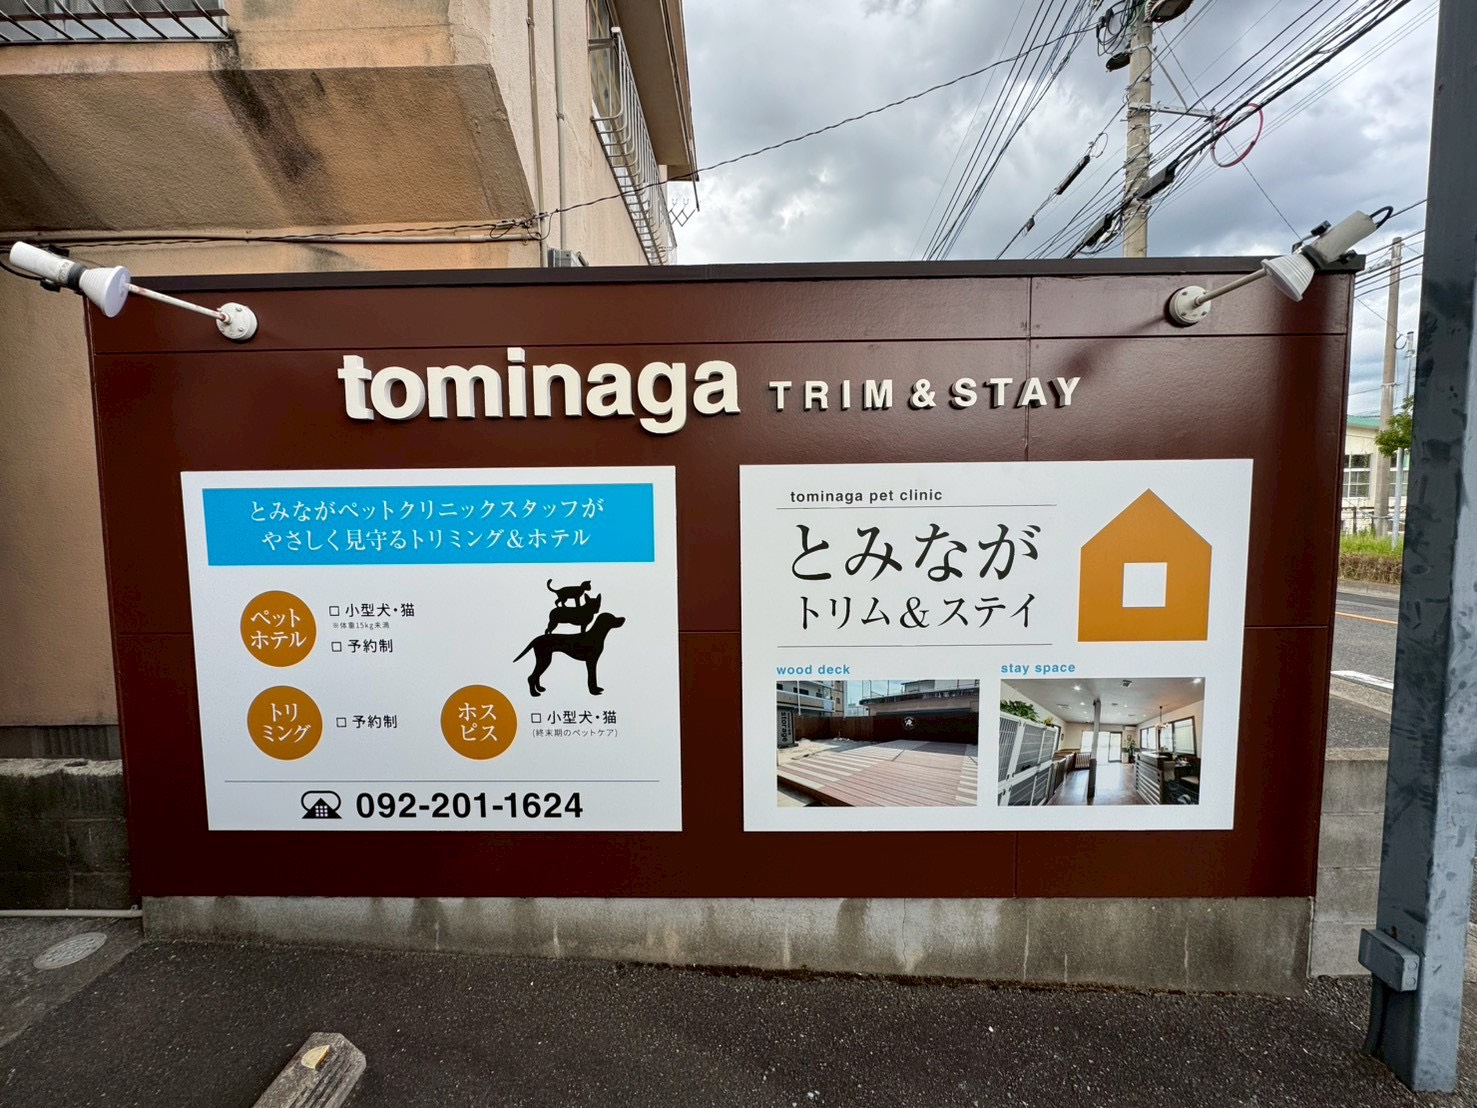 tominaga TRIM & STAY
とみながペットクリニックスタッフが
やさしく見守るトリミング&ホテル
ペット
ホテル
□ 小型犬・猫
※体重15kg未満
□ 予約制
トリ
ミング
□ 予約制
ホス
ピス
□ 小型犬・猫
(終末期のペットケア)
092-201-1624
tominaga pet clinic
とみなが
トリム&ステイ
wood deck
stay space
storage